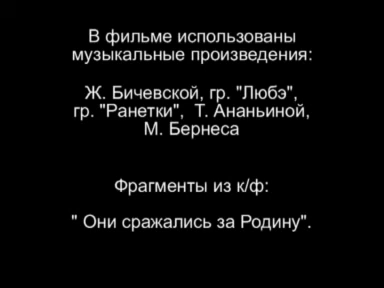 В фильме использованы
музыкальные произведения:
Ж. Бичевской, гр. "Любэ",
гр. "Ранетки", Т. Ананьиной,
М. Бернеса
Фрагменты из к/ф:
" Они сражались за Родину".